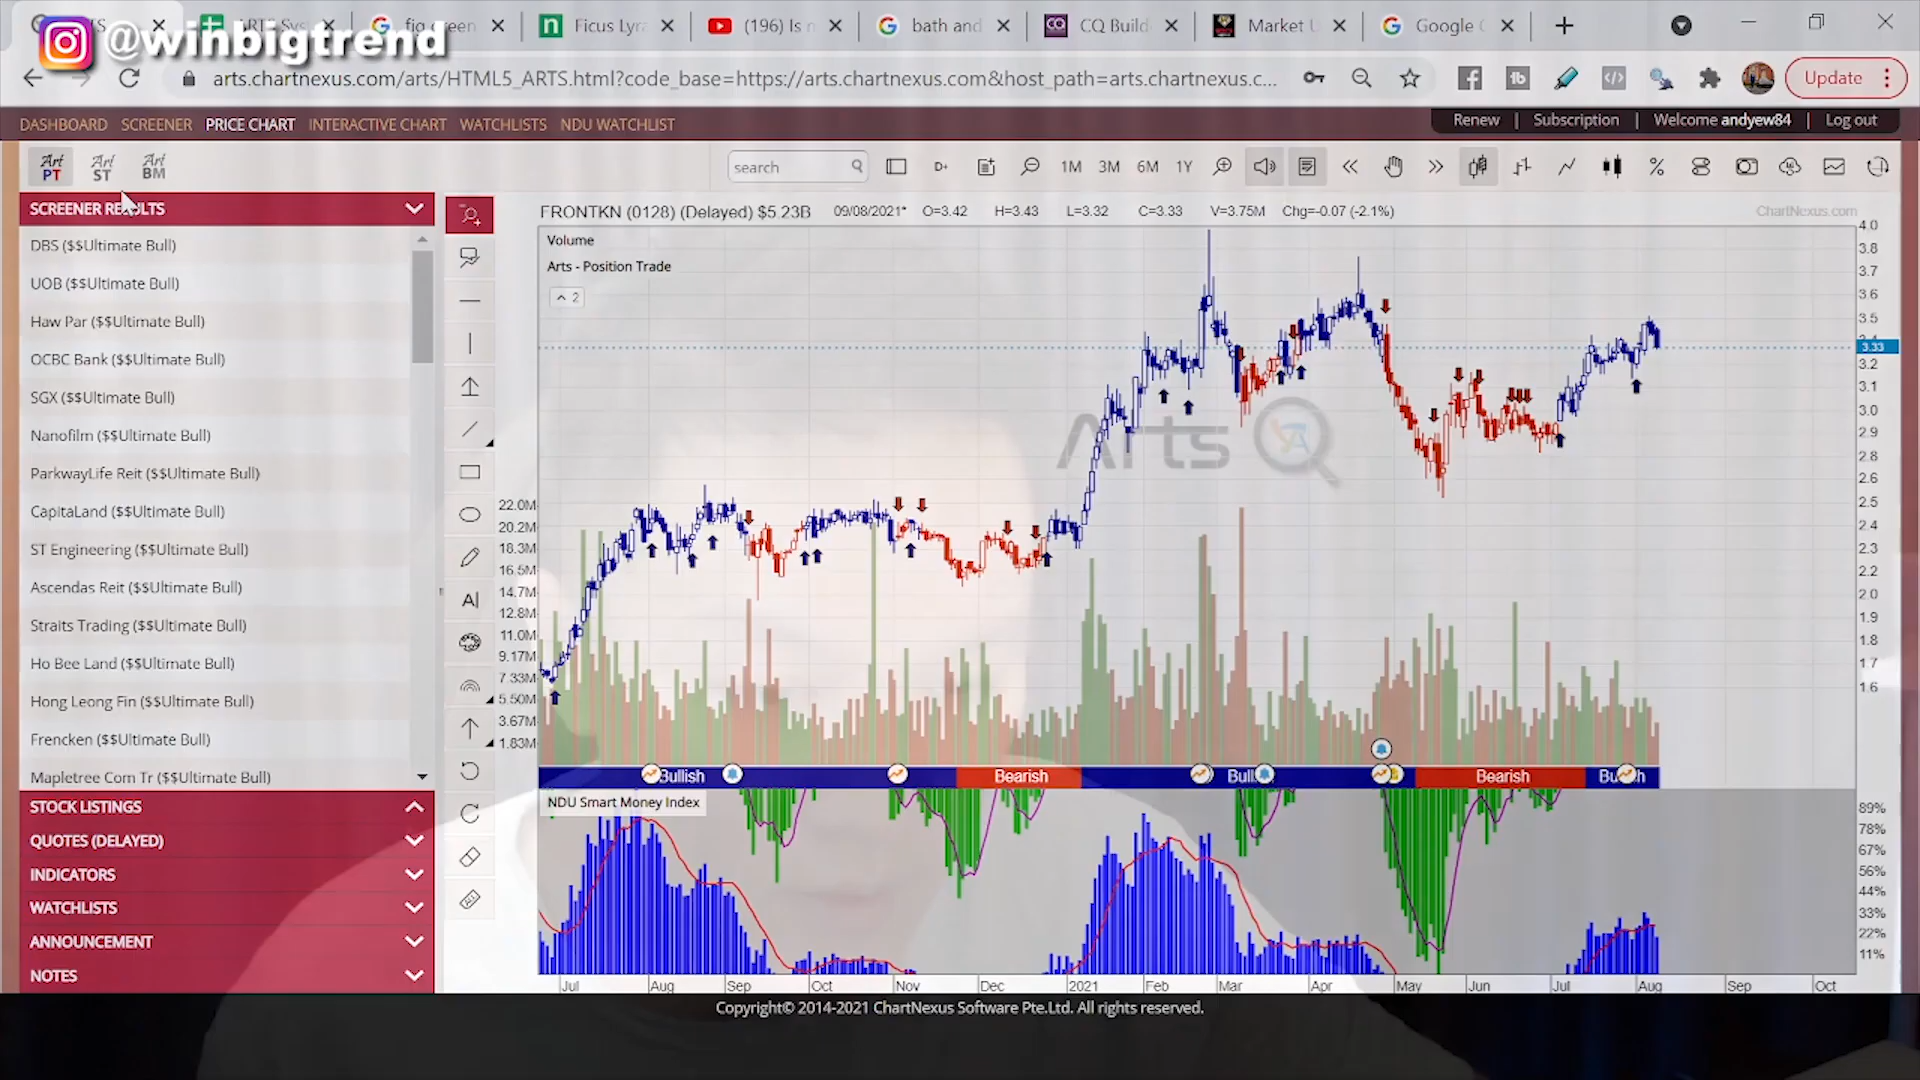 @winbigtrend
ARTS Sys
fig green
Ficus Lyra
(196) Is n
bath and
CQ Build
Market U
Google
arts.chartnexus.com/arts/HTML5_ARTS.html?code_base=https://arts.chartnexus.com&host_path=arts.chartnexus.c...
Update
DASHBOARD SCREENER PRICE CHART INTERACTIVE CHART WATCHLISTS NDU WATCHLIST
Renew | Subscription | Welcome andyew84 | Log out
Art PT
Art ST
Art BM
search
D+
1M 3M 6M 1Y
SCREENER RESULTS
DBS ($$Ultimate Bull)
UOB ($$Ultimate Bull)
Haw Par ($$Ultimate Bull)
OCBC Bank ($$Ultimate Bull)
SGX ($$Ultimate Bull)
Nanofilm ($$Ultimate Bull)
ParkwayLife Reit ($$Ultimate Bull)
CapitaLand ($$Ultimate Bull)
ST Engineering ($$Ultimate Bull)
Ascendas Reit ($$Ultimate Bull)
Straits Trading ($$Ultimate Bull)
Ho Bee Land ($$Ultimate Bull)
Hong Leong Fin ($$Ultimate Bull)
Frencken ($$Ultimate Bull)
Mapletree Com Tr ($$Ultimate Bull)
STOCK LISTINGS
QUOTES (DELAYED)
INDICATORS
WATCHLISTS
ANNOUNCEMENT
NOTES
FRONTKN (0128) (Delayed) $5.23B 09/08/2021* O=3.42 H=3.43 L=3.32 C=3.33 V=3.75M Chg=-0.07 (-2.1%)
ChartNexus.com
Volume
Arts - Position Trade
2
Arts
4.0
3.8
3.7
3.6
3.5
3.33
3.2
3.1
3.0
2.9
2.8
2.6
2.5
2.4
2.3
2.2
2.0
1.9
1.8
1.7
1.6
22.0M
20.2M
18.3M
16.5M
14.7M
12.8M
11.0M
9.17M
7.33M
5.50M
3.67M
1.83M
Bullish Bearish Bearish
NDU Smart Money Index
89%
78%
67%
56%
44%
33%
22%
11%
Jul Aug Sep Oct Nov Dec 2021 Feb Mar Apr May Jun Jul Aug Sep Oct
Copyright© 2014-2021 ChartNexus Software Pte.Ltd. All rights reserved.